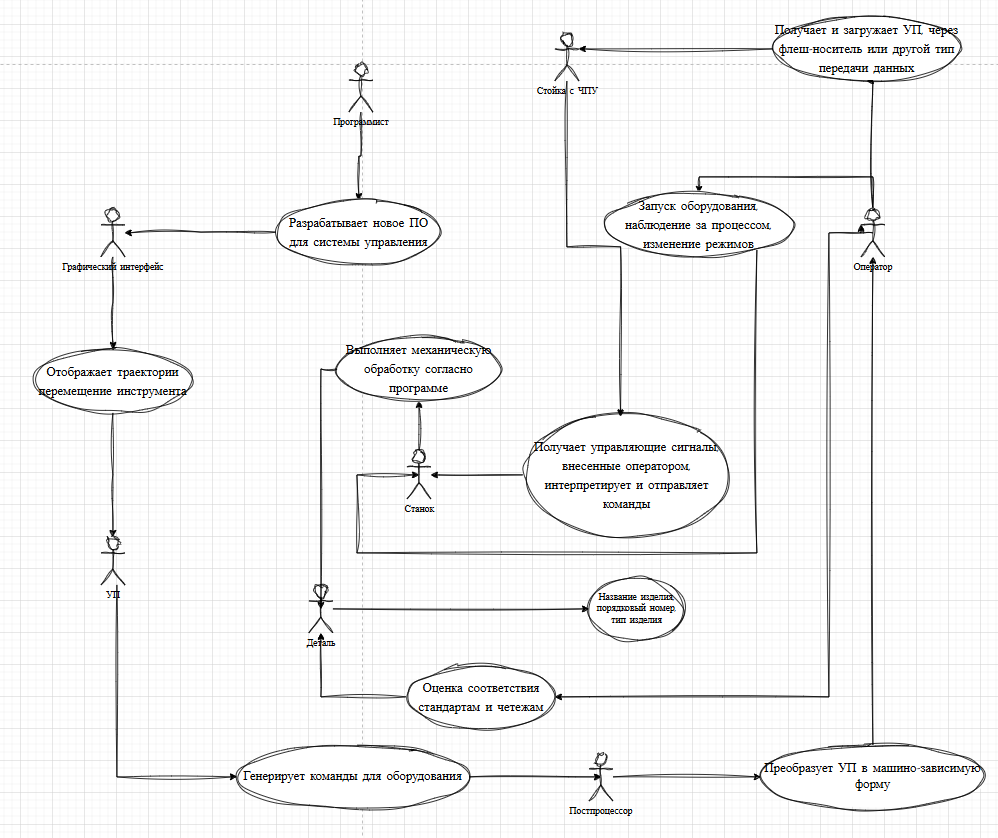 Получает и загружает УП, через
флеш-носитель или другой тип
передачи данных
Стойка с ЧПУ
Программист
Запуск оборудования,
наблюдение за процессом,
изменение режимов
Разрабатывает новое ПО
для системы управления
Графический интерфейс
Оператор
Выполняет механическую
обработку согласно
программе
Отображает траектории
перемещение инструмента
Получает управляющие сигналы,
внесенные оператором,
интерпретирует и отправляет
команды
Станок
УП
Название изделия,
порядковый номер,
тип изделия
Деталь
Оценка соответствия
стандартам и четежам
Генерирует команды для оборудования
Преобразует УП в машино-зависимую
форму
Постпроцессор